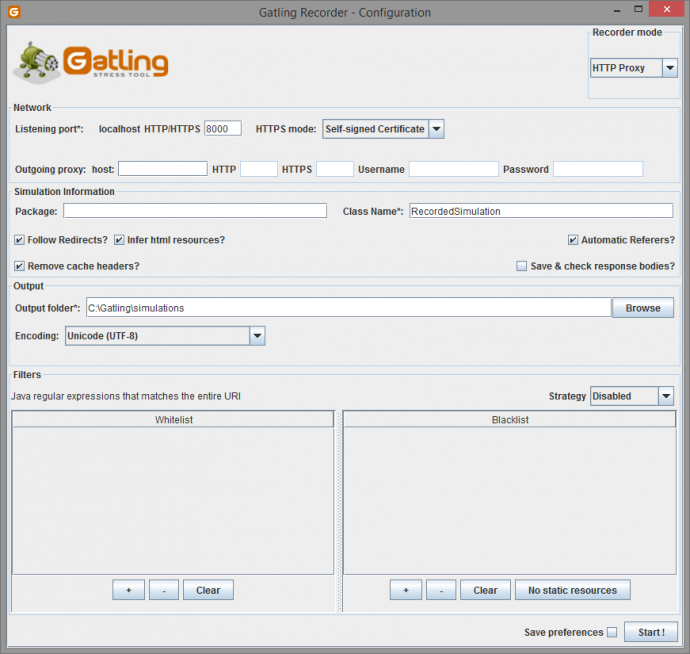 Gatling Recorder - Configuration
Gatling
STRESS TOOL
Recorder mode
HTTP Proxy
Network
Listening port*: localhost HTTP/HTTPS 8000 HTTPS mode: Self-signed Certificate
Outgoing proxy: host: HTTP HTTPS Username Password
Simulation Information
Package: Class Name*: RecordedSimulation
Follow Redirects? Infer html resources? Automatic Referers?
Remove cache headers? Save & check response bodies?
Output
Output folder*: C:\Gatling\simulations Browse
Encoding: Unicode (UTF-8)
Filters
Java regular expressions that matches the entire URI Strategy Disabled
Whitelist Blacklist
+ - Clear + - Clear No static resources
Save preferences Start !